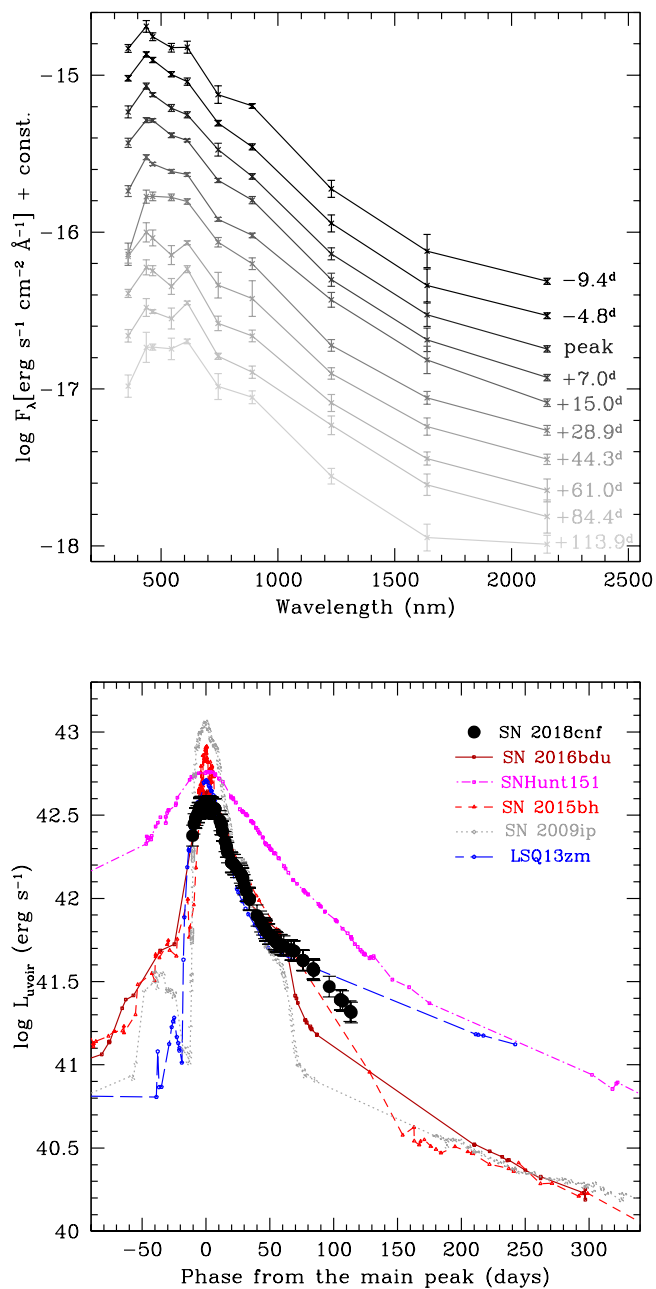 −15
−16
−17
−18
log Fλ[erg s⁻¹ cm⁻² Å⁻¹] + const.
−9.4ᵈ
−4.8ᵈ
peak
+7.0ᵈ
+15.0ᵈ
+28.9ᵈ
+44.3ᵈ
+61.0ᵈ
+84.4ᵈ
+113.9ᵈ
500 1000 1500 2000 2500
Wavelength (nm)
43
42.5
42
41.5
41
40.5
40
log Luvoir (erg s⁻¹)
SN 2018cnf
SN 2016bdu
SNHunt151
SN 2015bh
SN 2009ip
LSQ13zm
−50 0 50 100 150 200 250 300
Phase from the main peak (days)